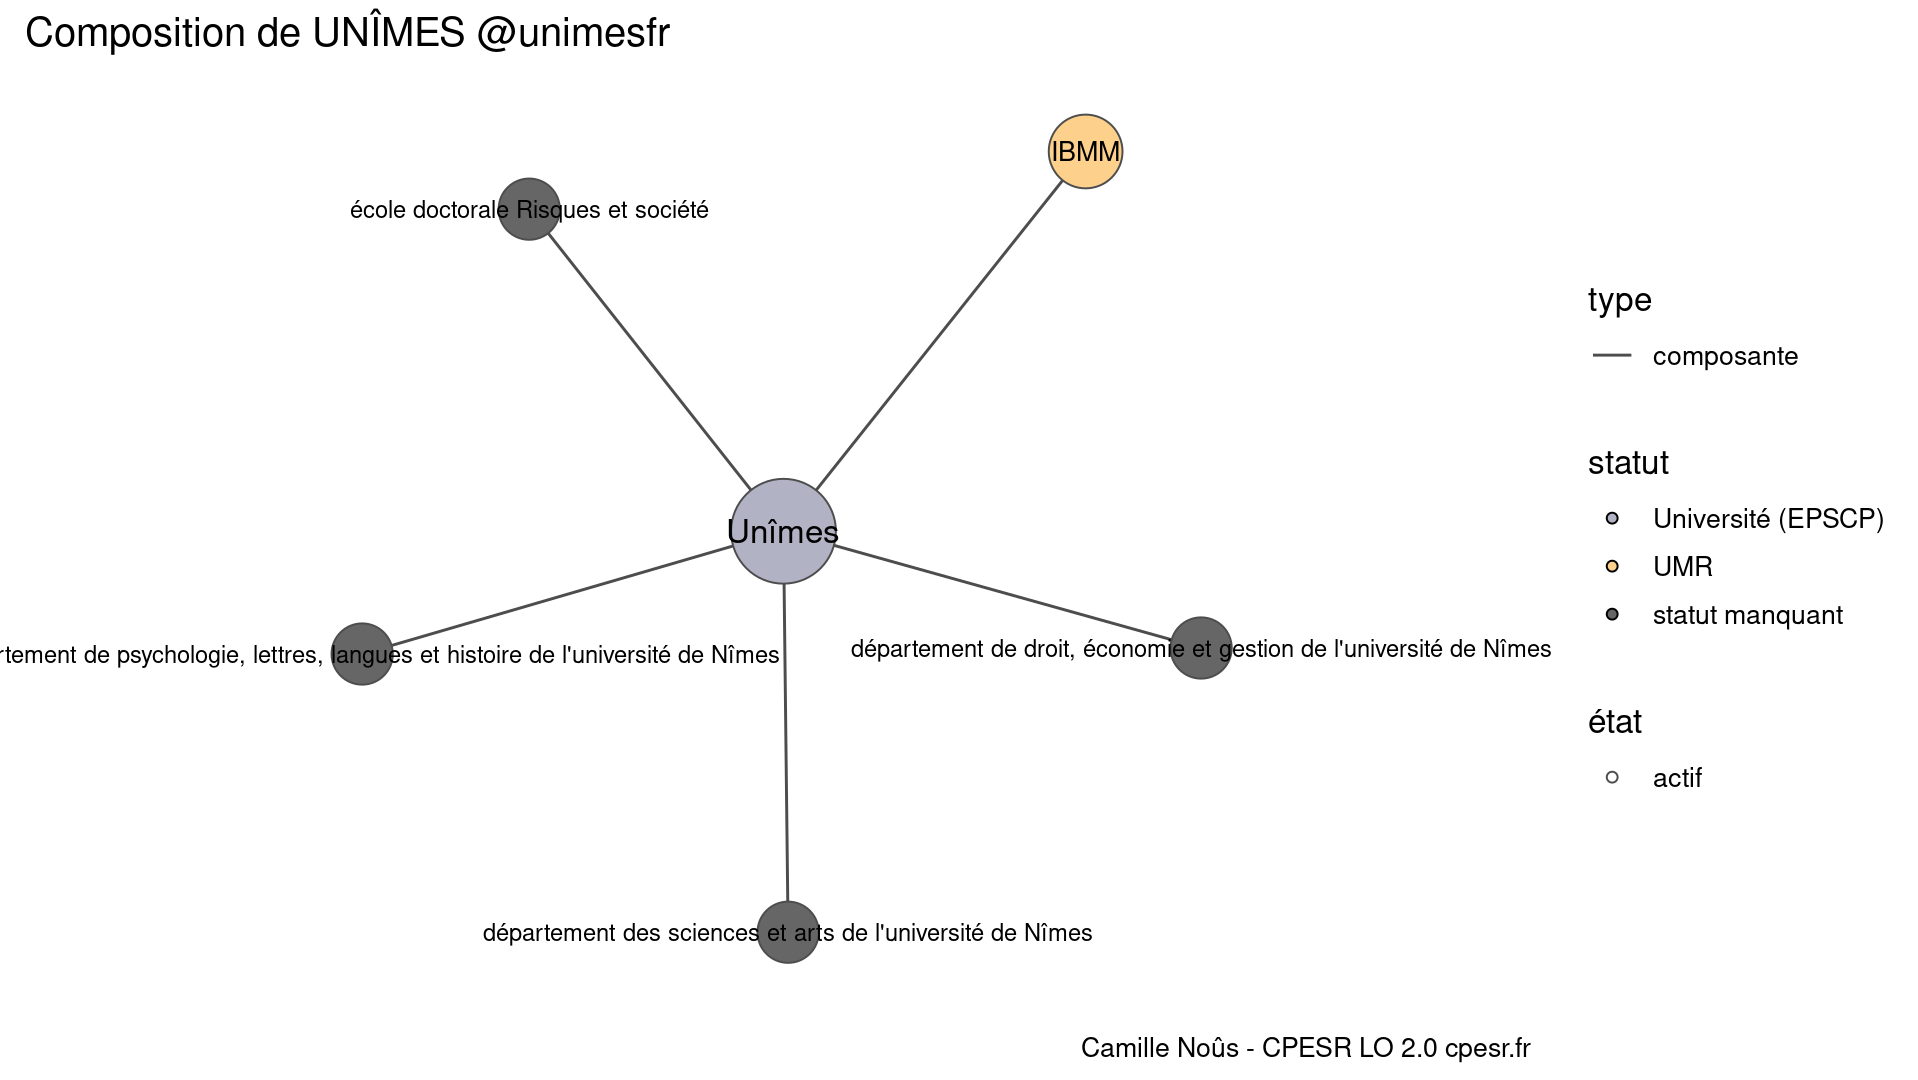 Composition de UNÎMES @unimesfr
IBMM
école doctorale Risques et société
Unîmes
de psychologie, lettres, langues et histoire de l'université de Nîmes
département de droit, économie et gestion de l'université de Nîmes
département des sciences et arts de l'université de Nîmes
type
composante
statut
Université (EPSCP)
UMR
statut manquant
état
actif
Camille Noûs - CPESR LO 2.0 cpesr.fr